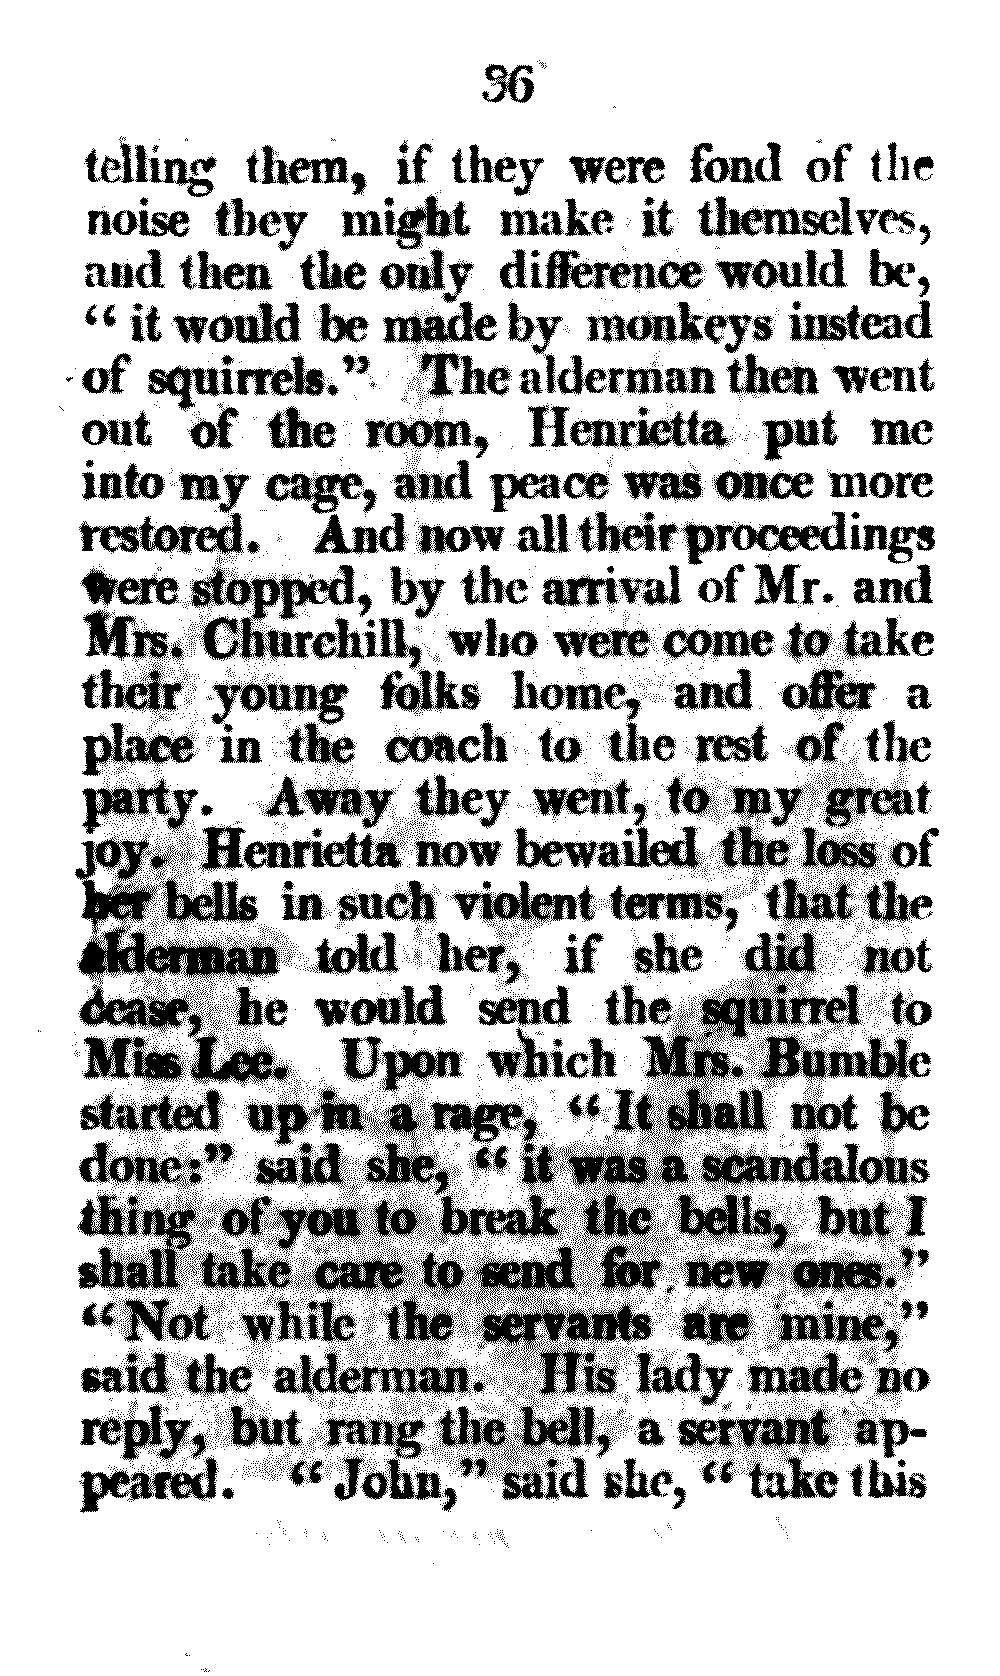 36
telling them, if they were fond of the
noise they might make it themselves,
and then the only difference would be,
“ it would be made by monkeys instead
of squirrels.” The alderman then went
out of the room, Henrietta put me
into my cage, and peace was once more
restored. And now all their proceedings
were stopped, by the arrival of Mr. and
Mrs. Churchill, who were come to take
their young folks home, and offer a
place in the coach to the rest of the
party. Away they went, to my great
joy. Henrietta now bewailed the loss of
her bells in such violent terms, that the
alderman told her, if she did not
cease, he would send the squirrel to
Miss Lee. Upon which Mrs. Bumble
started up in a rage, “ It shall not be
done:” said she, “ it was a scandalous
thing of you to break the bells, but I
shall take care to send for new ones.”
“ Not while the servants are mine,”
said the alderman. His lady made no
reply, but rang the bell, a servant ap-
peared. “ John,” said she, “ take this